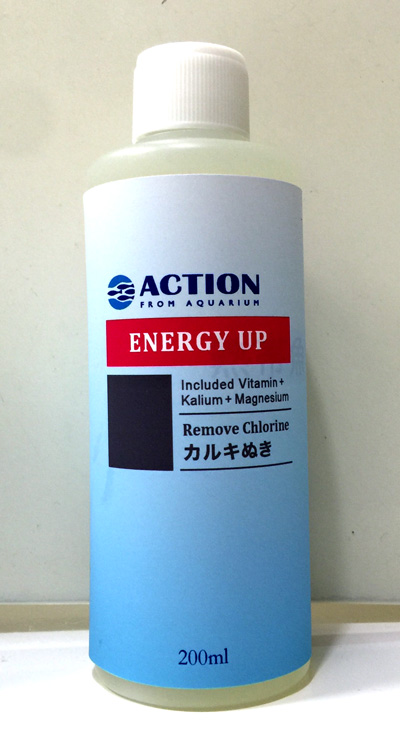 ACTION
FROM AQUARIUM
ENERGY UP
Included Vitamin+
Kalium+Magnesium
Remove Chlorine
カルキぬき
200ml